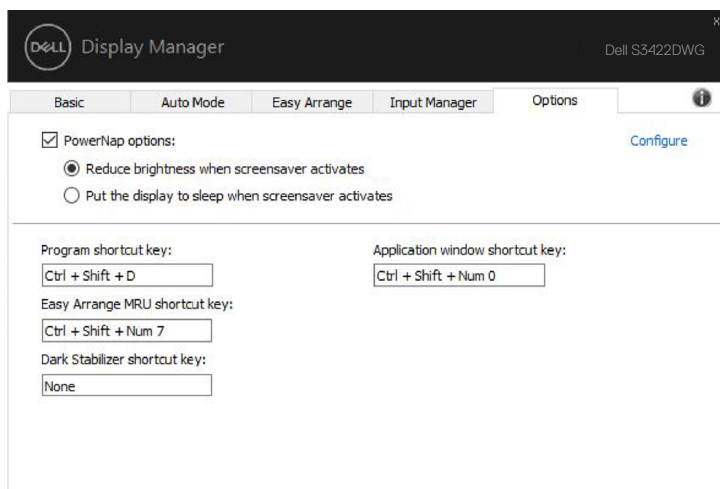 DELL
Display Manager
Dell S3422DWG
x
Basic
Auto Mode
Easy Arrange
Input Manager
Options
i
PowerNap options:
Configure
Reduce brightness when screensaver activates
Put the display to sleep when screensaver activates
Program shortcut key:
Application window shortcut key:
Ctrl + Shift + D
Ctrl + Shift + Num 0
Easy Arrange MRU shortcut key:
Ctrl + Shift + Num 7
Dark Stabilizer shortcut key:
None